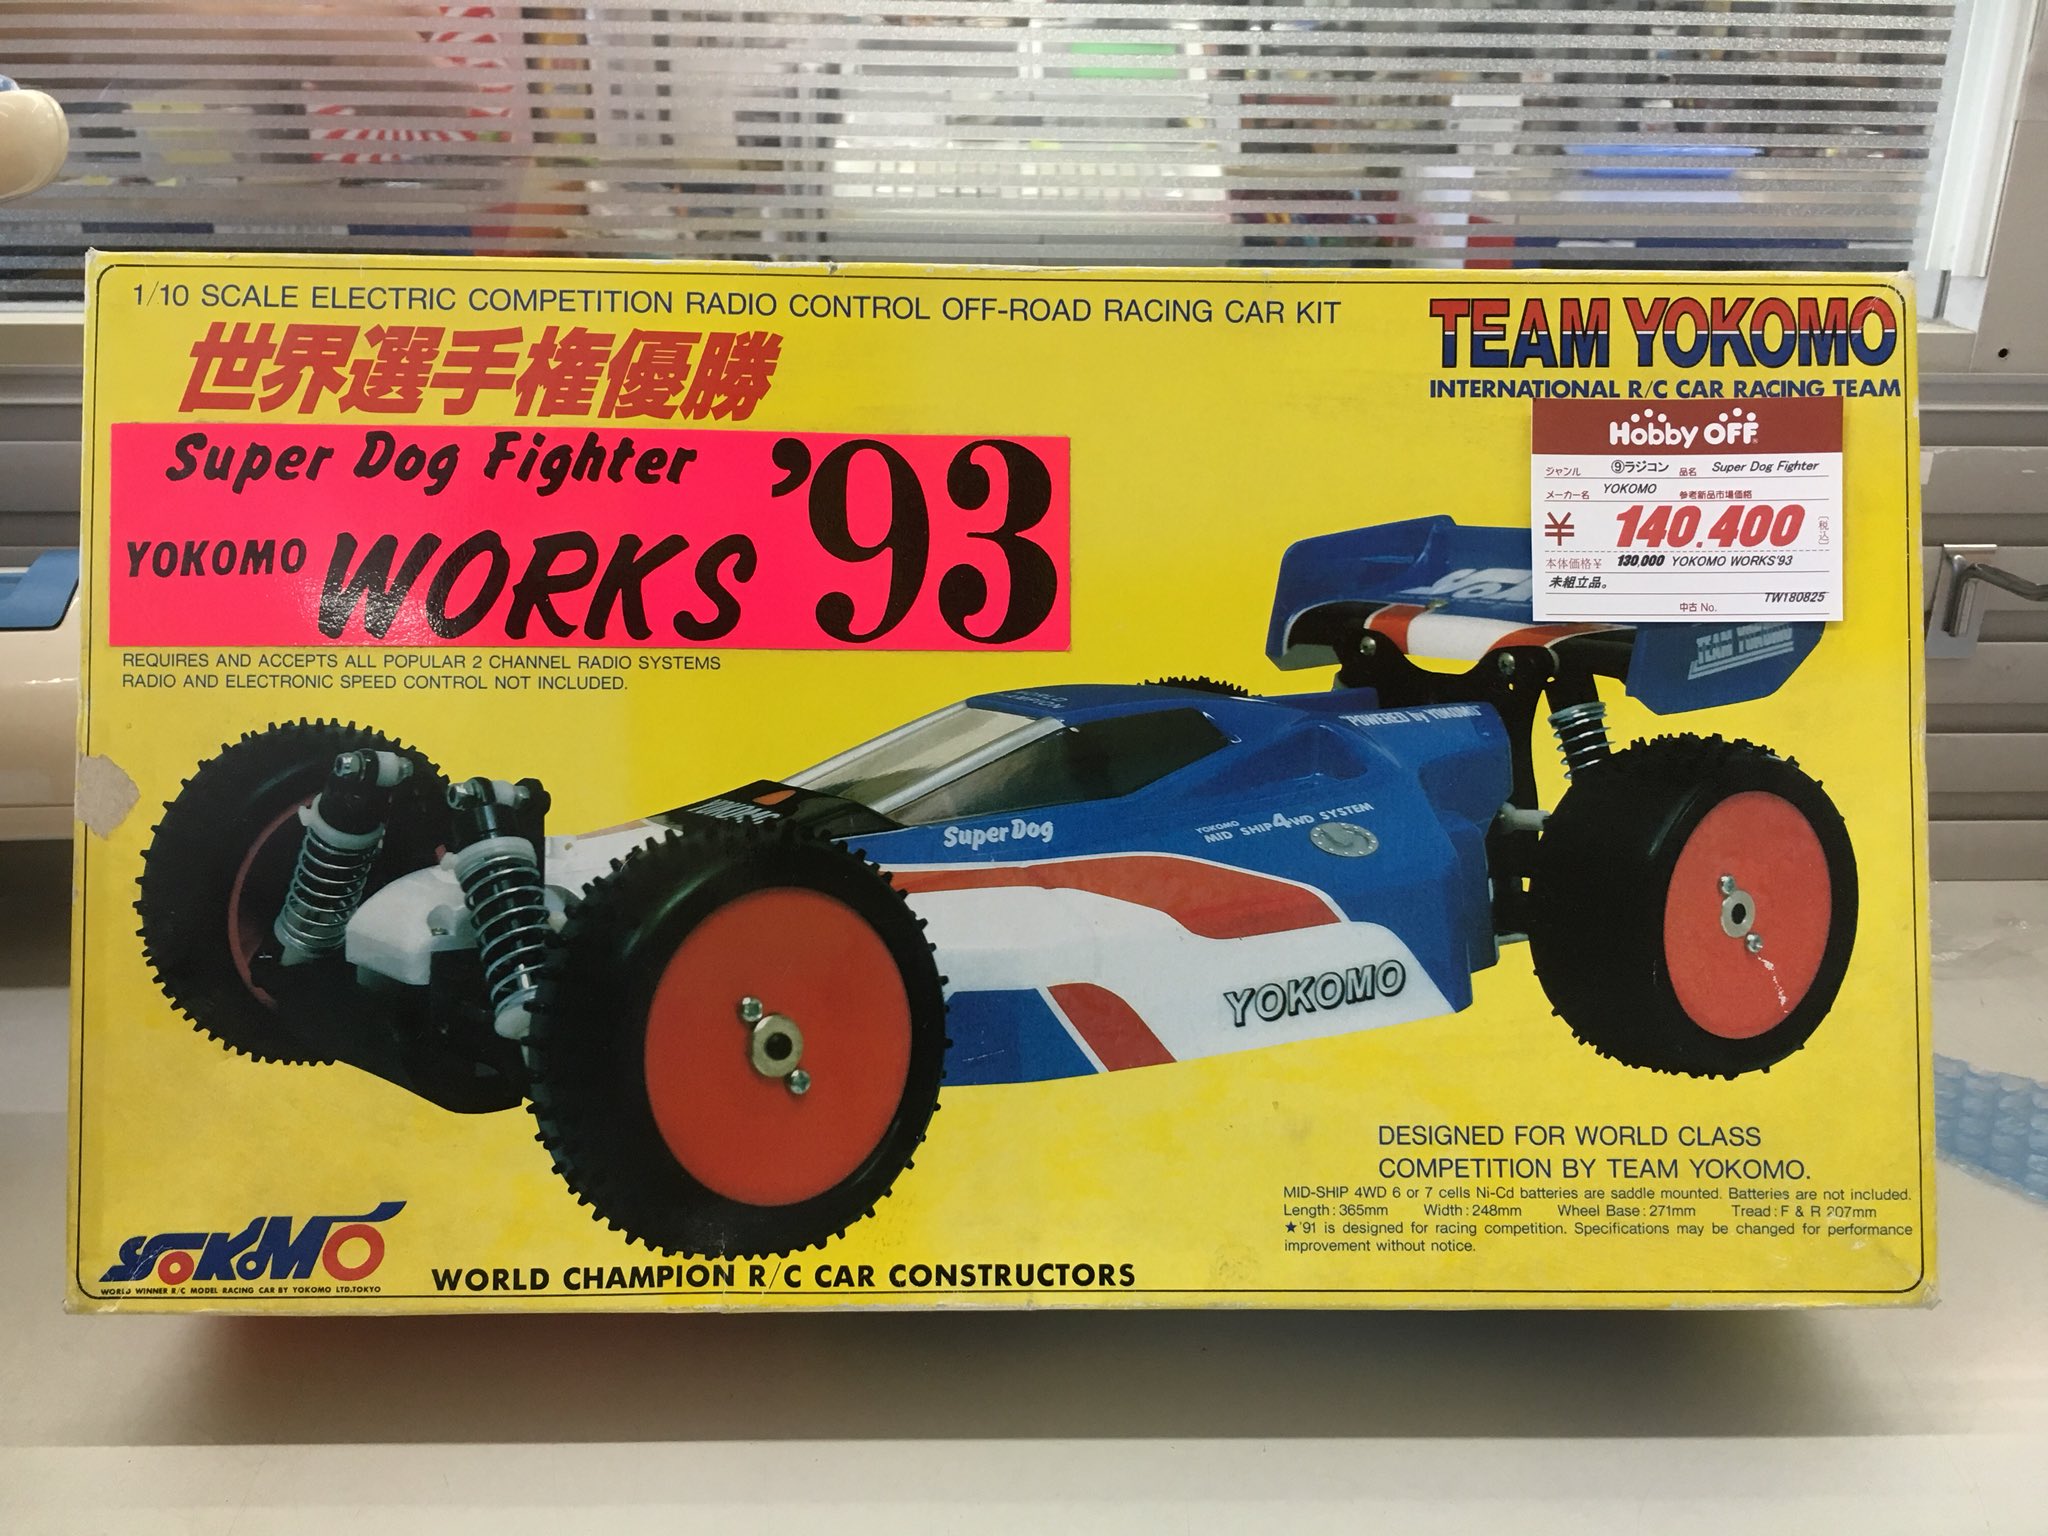 1/10 SCALE ELECTRIC COMPETITION RADIO CONTROL OFF-ROAD RACING CAR KIT
世界選手権優勝
TEAM YOKOMO
INTERNATIONAL R/C CAR RACING TEAM
Super Dog Fighter
YOKOMO WORKS '93
REQUIRES AND ACCEPTS ALL POPULAR 2 CHANNEL RADIO SYSTEMS
RADIO AND ELECTRONIC SPEED CONTROL NOT INCLUDED.
Hobby OFF
ジャンル ⑨ラジコン 品名 Super Dog Fighter
メーカー名 YOKOMO 参考新品市場価格
¥ 140.400 (税込)
本体価格¥ 130,000 YOKOMO WORKS'93
未組立品。
TW180825
中古 No.
"POWERED by YOKOMO"
YOKOMO
Super Dog
YOKOMO
MID SHIP 4WD SYSTEM
YOKOMO
DESIGNED FOR WORLD CLASS
COMPETITION BY TEAM YOKOMO.
MID-SHIP 4WD 6 or 7 cells Ni-Cd batteries are saddle mounted. Batteries are not included.
Length : 365mm Width : 248mm Wheel Base : 271mm Tread : F & R 207mm
★'91 is designed for racing competition. Specifications may be changed for performance
improvement without notice.
YOKOMO
WORLD WINNER R/C MODEL RACING CAR BY YOKOMO LTD.TOKYO
WORLD CHAMPION R/C CAR CONSTRUCTORS